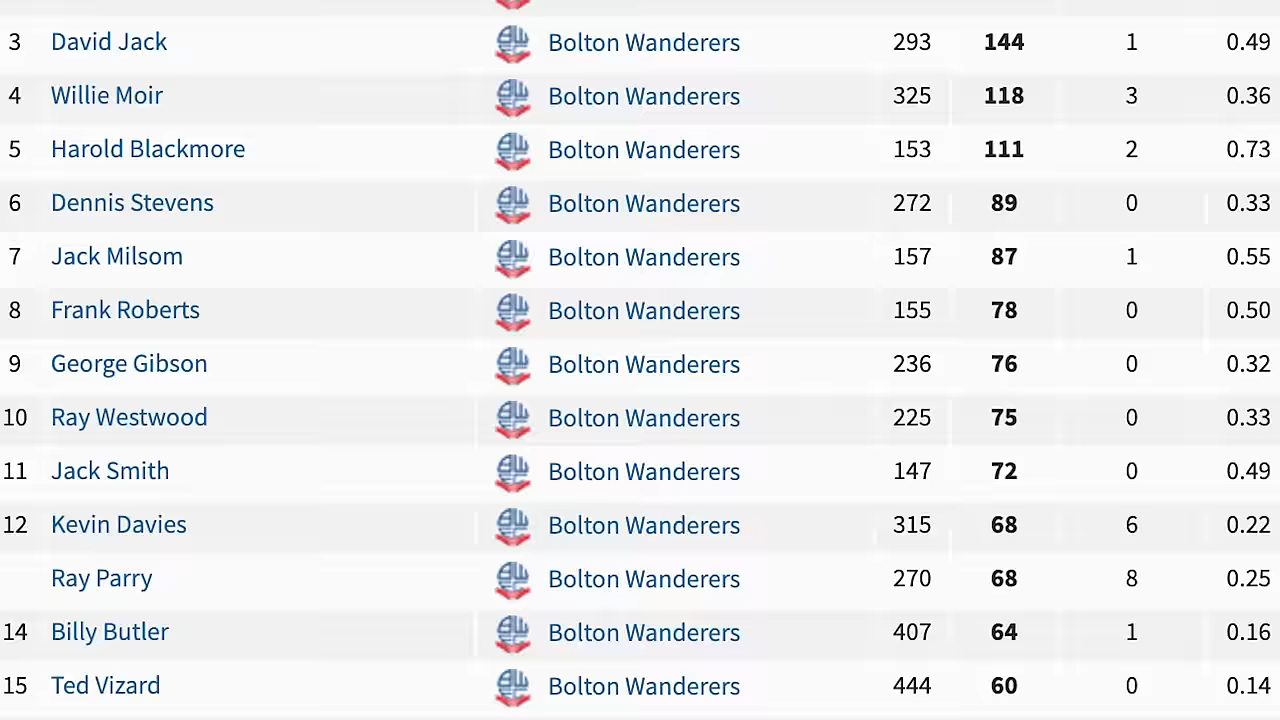 3 David Jack Bolton Wanderers 293 144 1 0.49
4 Willie Moir Bolton Wanderers 325 118 3 0.36
5 Harold Blackmore Bolton Wanderers 153 111 2 0.73
6 Dennis Stevens Bolton Wanderers 272 89 0 0.33
7 Jack Milsom Bolton Wanderers 157 87 1 0.55
8 Frank Roberts Bolton Wanderers 155 78 0 0.50
9 George Gibson Bolton Wanderers 236 76 0 0.32
10 Ray Westwood Bolton Wanderers 225 75 0 0.33
11 Jack Smith Bolton Wanderers 147 72 0 0.49
12 Kevin Davies Bolton Wanderers 315 68 6 0.22
Ray Parry Bolton Wanderers 270 68 8 0.25
14 Billy Butler Bolton Wanderers 407 64 1 0.16
15 Ted Vizard Bolton Wanderers 444 60 0 0.14